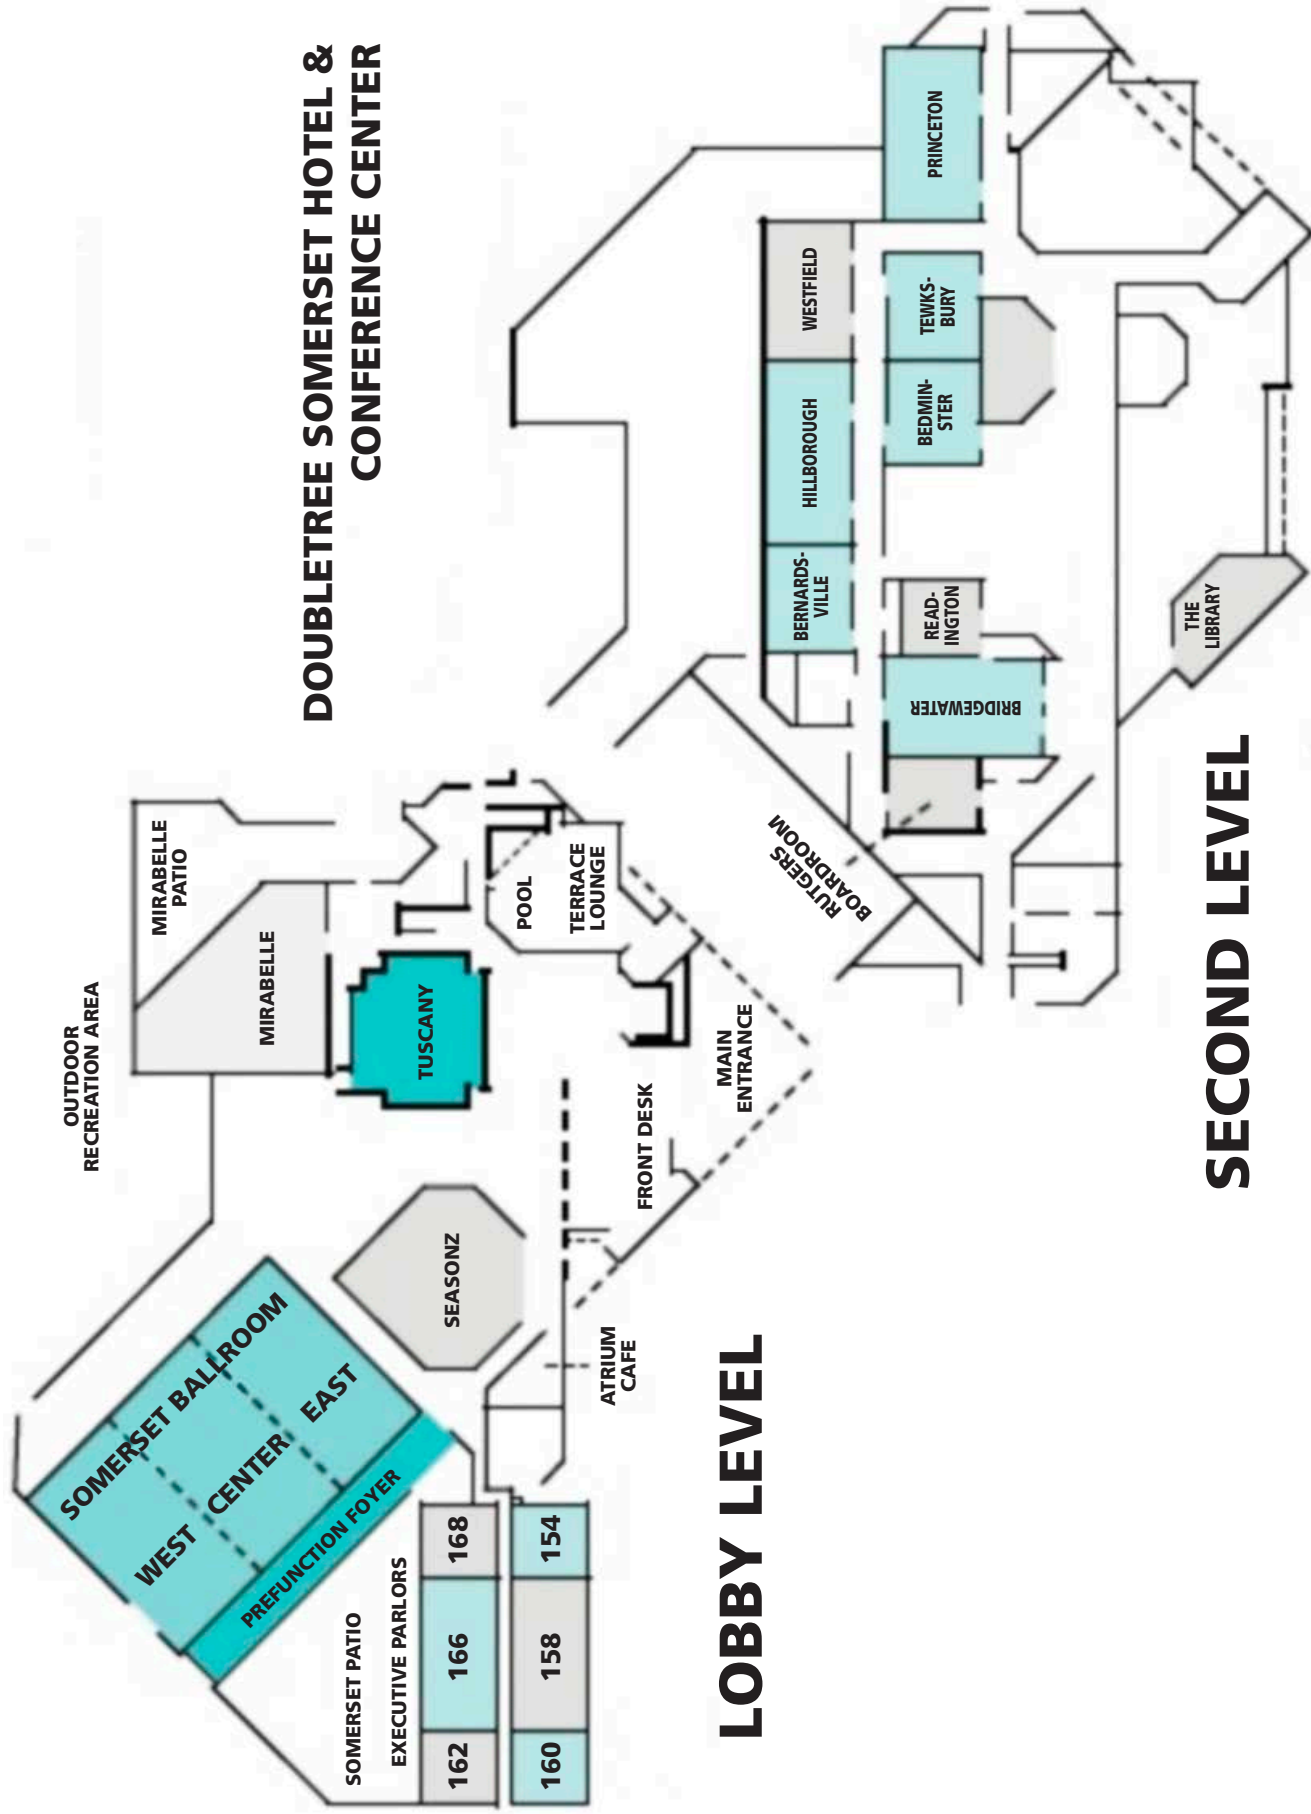 DOUBLETREE SOMERSET HOTEL &
CONFERENCE CENTER
OUTDOOR
RECREATION AREA
MIRABELLE
PATIO
MIRABELLE
TUSCANY
POOL
TERRACE
LOUNGE
SEASONZ
SOMERSET BALLROOM
WEST
CENTER
EAST
PREFUNCTION FOYER
SOMERSET PATIO
EXECUTIVE PARLORS
162
166
168
160
158
154
ATRIUM
CAFE
FRONT DESK
MAIN
ENTRANCE
LOBBY LEVEL
RUTGERS
BOARDROOM
BERNARDS-
VILLE
HILLBOROUGH
WESTFIELD
PRINCETON
BRIDGEWATER
READ-
INGTON
BEDMIN-
STER
TEWKS-
BURY
THE
LIBRARY
SECOND LEVEL